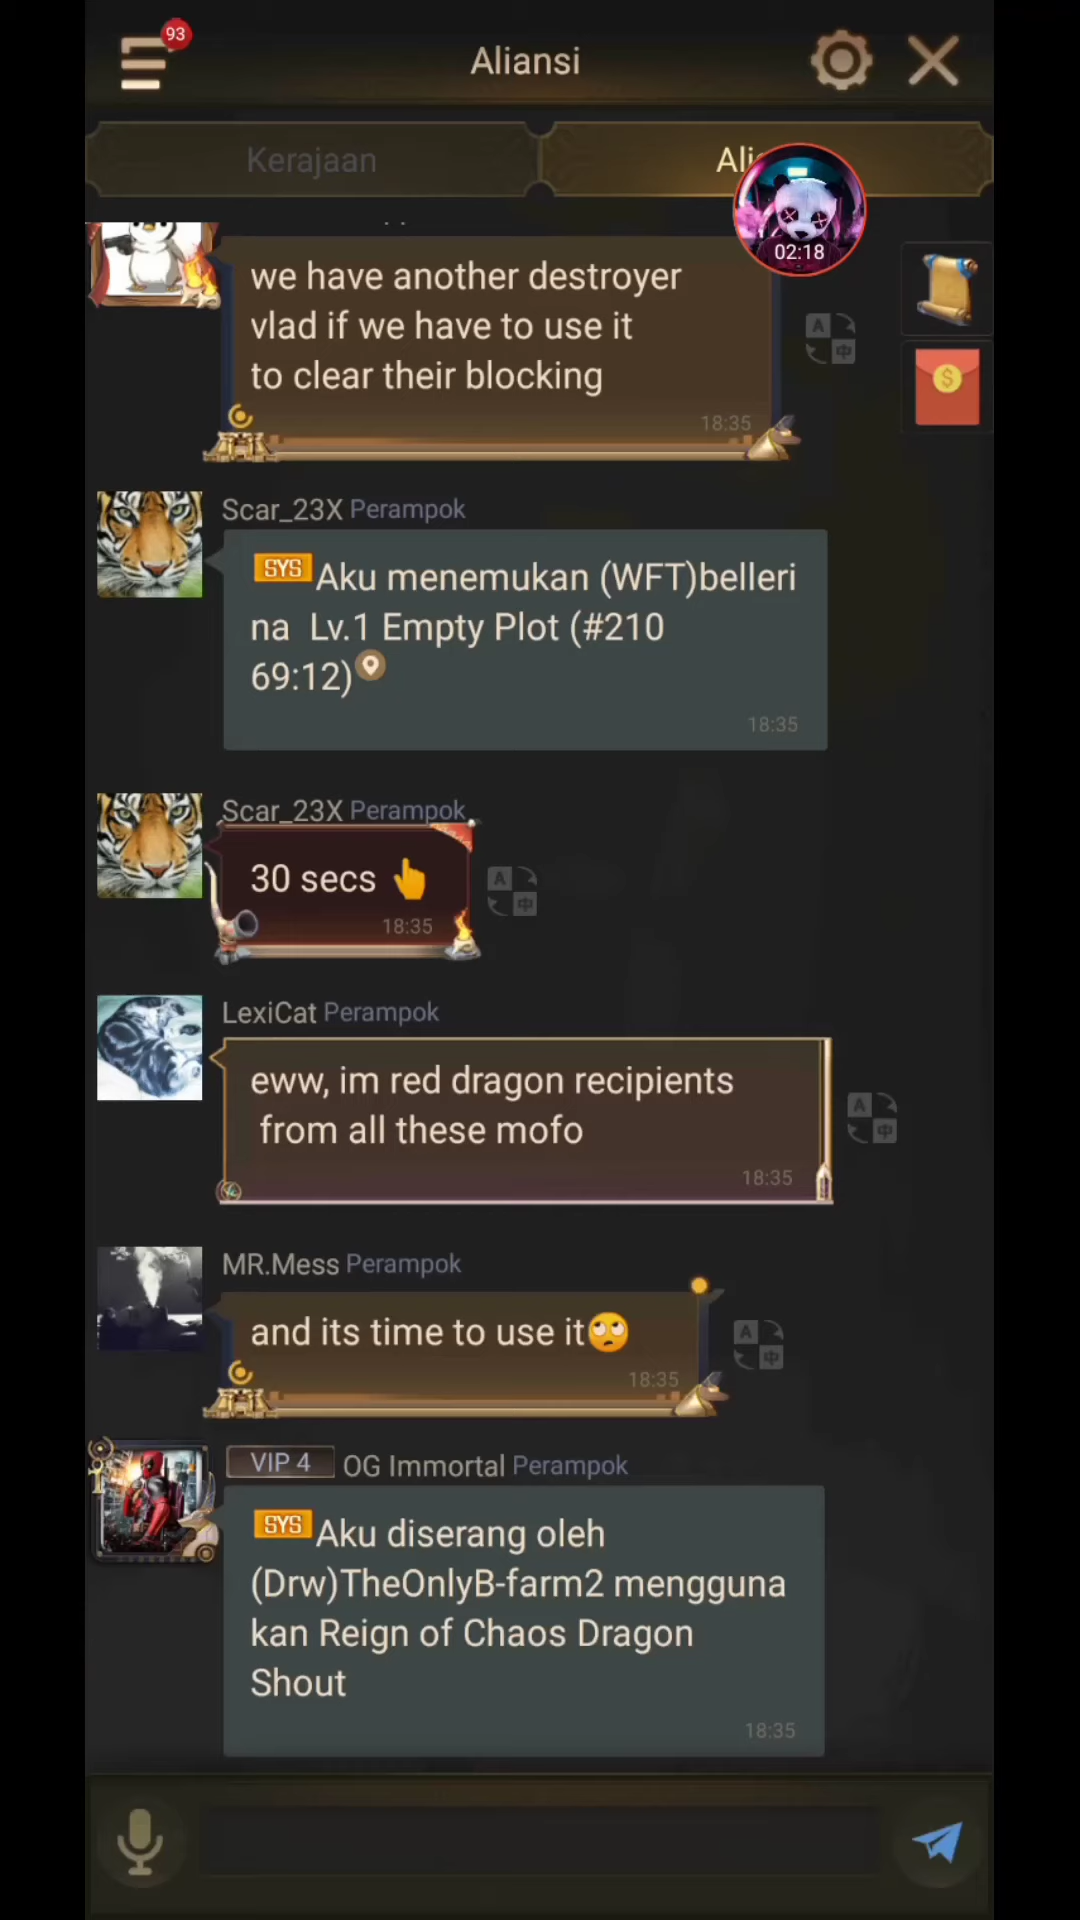 93
Aliansi
Kerajaan
Ali
02:18
we have another destroyer
vlad if we have to use it
to clear their blocking
18:35
Scar_23X Perampok
SYS Aku menemukan (WFT)belleri
na Lv.1 Empty Plot (#210
69:12)
18:35
Scar_23X Perampok
30 secs 👆
18:35
LexiCat Perampok
eww, im red dragon recipients
from all these mofo
18:35
MR.Mess Perampok
and its time to use it🙄
18:35
VIP 4 OG Immortal Perampok
SYS Aku diserang oleh
(Drw)TheOnlyB-farm2 mengguna
kan Reign of Chaos Dragon
Shout
18:35